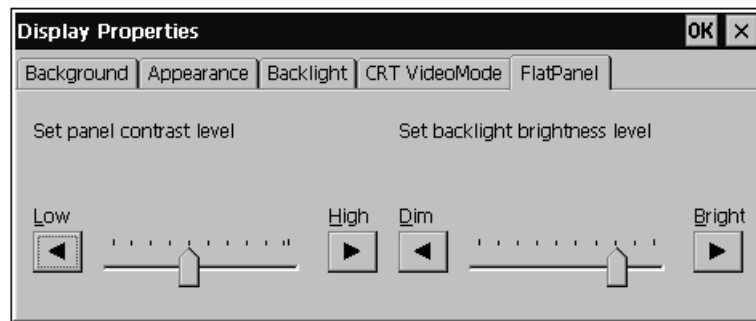 Display Properties OK ×
Background Appearance Backlight CRT VideoMode FlatPanel
Set panel contrast level Set backlight brightness level
Low High Dim Bright